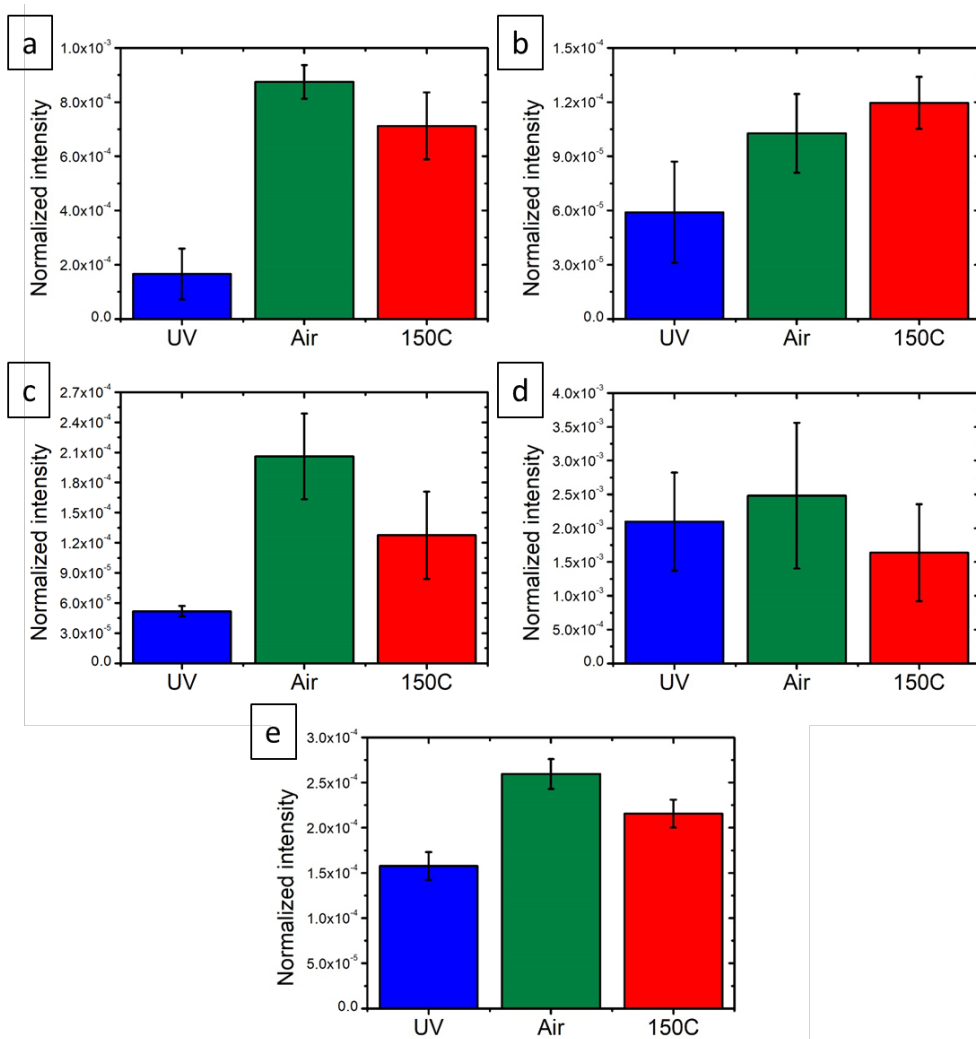 a
Normalized intensity
1.0x10⁻³
8.0x10⁻⁴
6.0x10⁻⁴
4.0x10⁻⁴
2.0x10⁻⁴
0.0
UV Air 150C
b
Normalized intensity
1.5x10⁻⁴
1.2x10⁻⁴
9.0x10⁻⁵
6.0x10⁻⁵
3.0x10⁻⁵
0.0
UV Air 150C
c
Normalized intensity
2.7x10⁻⁴
2.4x10⁻⁴
2.1x10⁻⁴
1.8x10⁻⁴
1.5x10⁻⁴
1.2x10⁻⁴
9.0x10⁻⁵
6.0x10⁻⁵
3.0x10⁻⁵
0.0
UV Air 150C
d
Normalized intensity
4.0x10⁻³
3.5x10⁻³
3.0x10⁻³
2.5x10⁻³
2.0x10⁻³
1.5x10⁻³
1.0x10⁻³
5.0x10⁻⁴
0.0
UV Air 150C
e
Normalized intensity
3.0x10⁻⁴
2.5x10⁻⁴
2.0x10⁻⁴
1.5x10⁻⁴
1.0x10⁻⁴
5.0x10⁻⁵
0.0
UV Air 150C